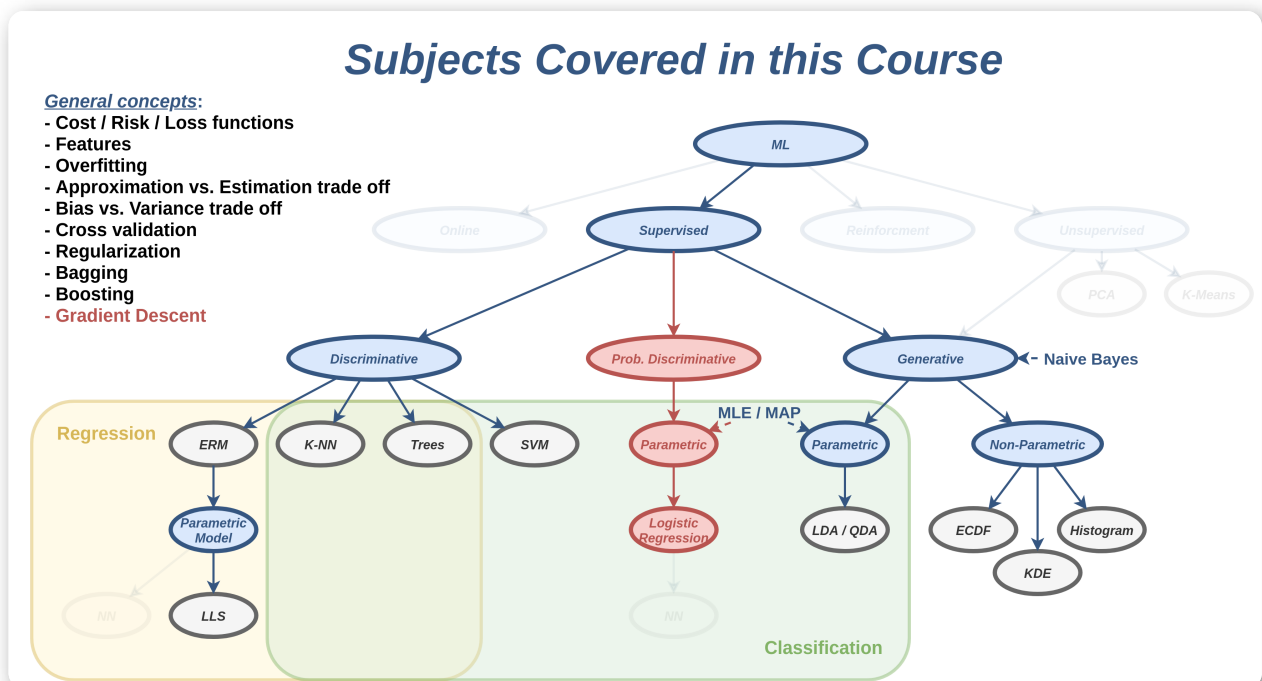 Subjects Covered in this Course
General concepts:
- Cost / Risk / Loss functions
- Features
- Overfitting
- Approximation vs. Estimation trade off
- Bias vs. Variance trade off
- Cross validation
- Regularization
- Bagging
- Boosting
- Gradient Descent
ML
Online
Supervised
Reinforcment
Unsupervised
PCA
K-Means
Discriminative
Prob. Discriminative
Generative
Naive Bayes
Regression
MLE / MAP
ERM
K-NN
Trees
SVM
Parametric
Parametric
Non-Parametric
Parametric
Model
Logistic
Regression
LDA / QDA
ECDF
Histogram
KDE
NN
LLS
NN
Classification